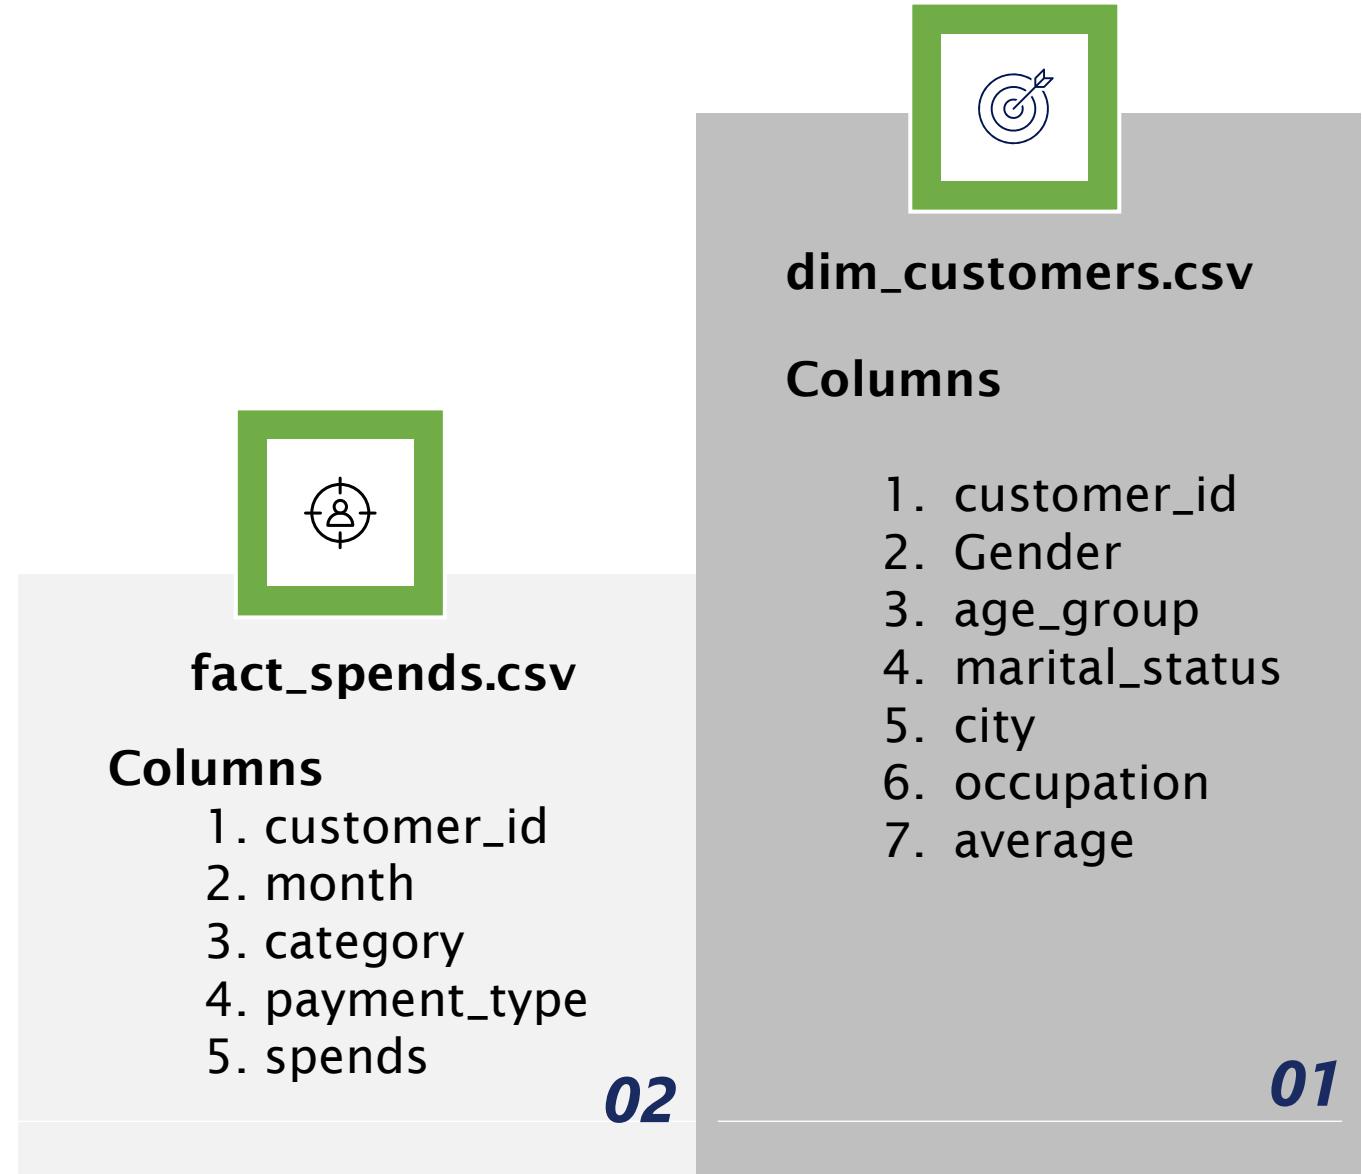 dim_customers.csv
Columns
1. customer_id
2. Gender
3. age_group
4. marital_status
5. city
6. occupation
7. average
01
fact_spends.csv
Columns
1. customer_id
2. month
3. category
4. payment_type
5. spends
02